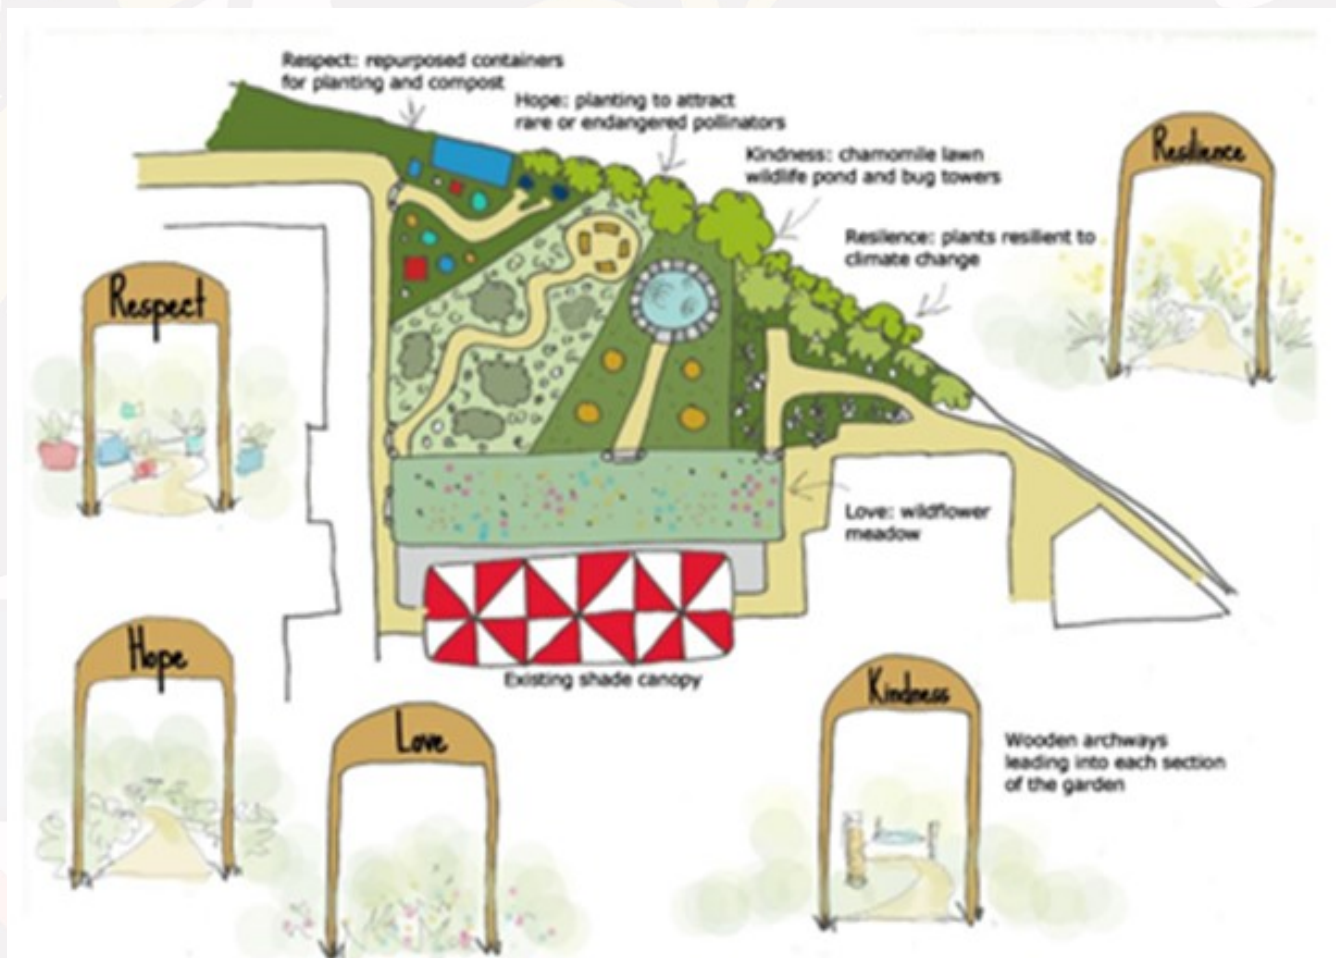 Respect: repurposed containers
for planting and compost
Hope: planting to attract
rare or endangered pollinators
Kindness: chamomile lawn
wildlife pond and bug towers
Resilence: plants resilient to
climate change
Resilience
Respect
Love: wildflower
meadow
Existing shade canopy
Hope
Love
Kindness
Wooden archways
leading into each section
of the garden